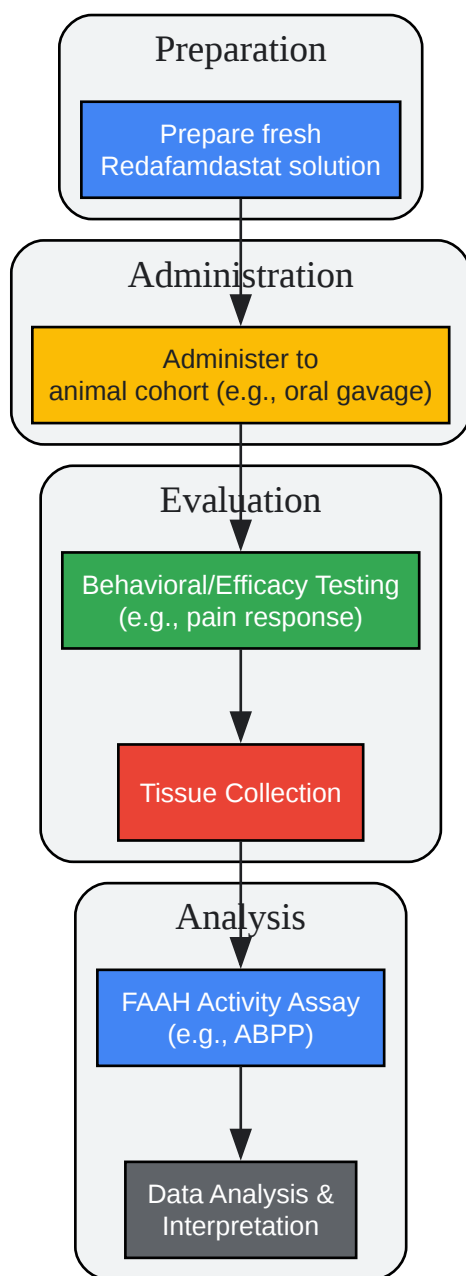 Preparation
Prepare fresh
Redafamdastat solution
Administration
Administer to
animal cohort (e.g., oral gavage)
Evaluation
Behavioral/Efficacy Testing
(e.g., pain response)
Tissue Collection
Analysis
FAAH Activity Assay
(e.g., ABPP)
Data Analysis &
Interpretation